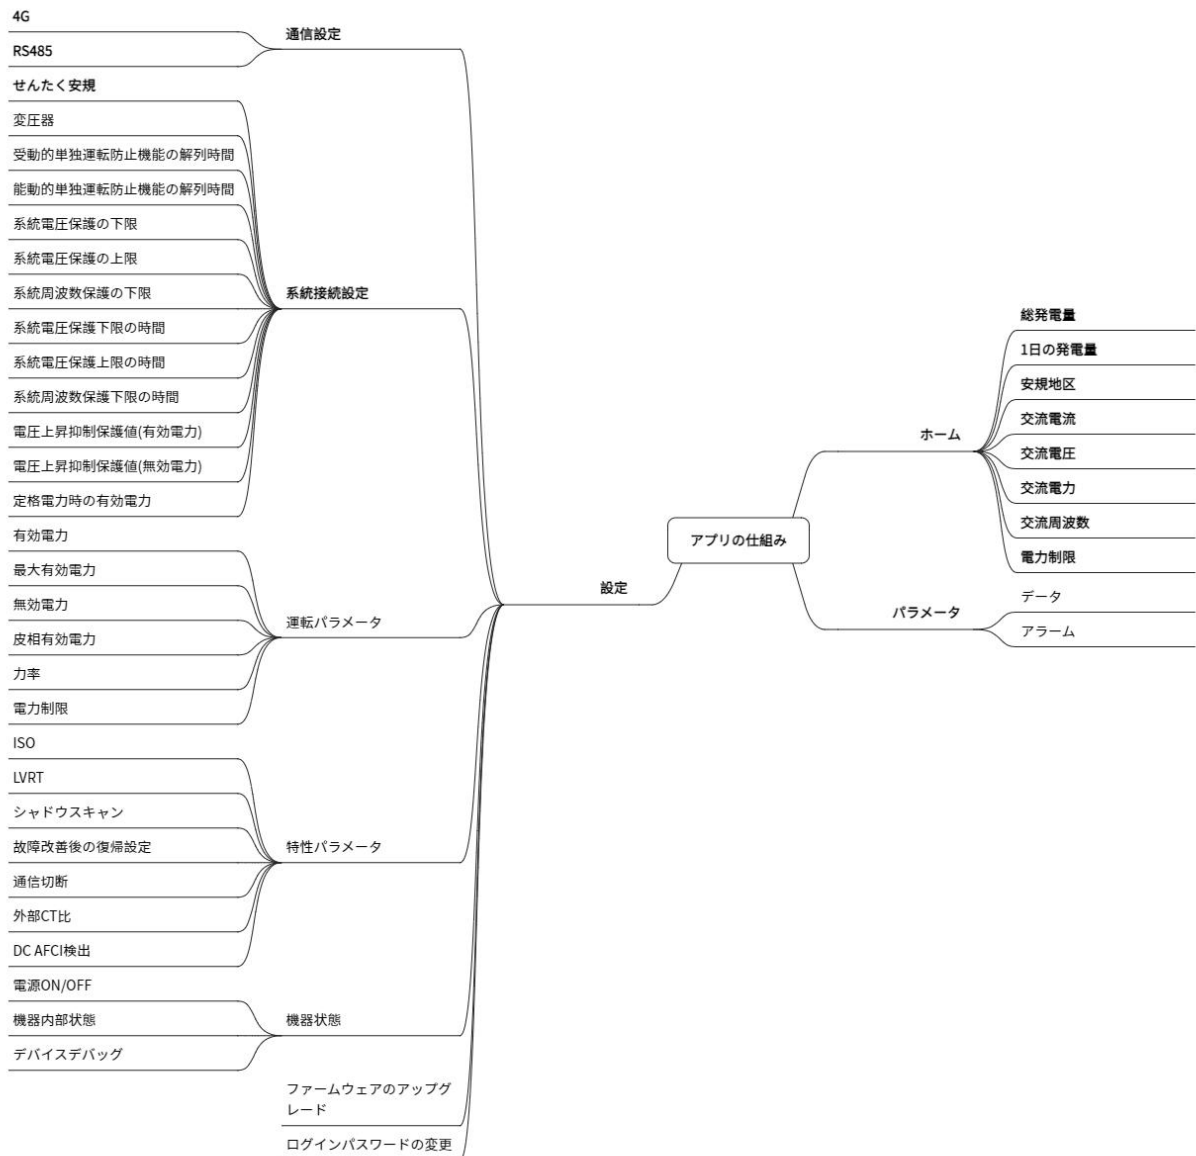 4G
RS485
通信設定
せんたく安規
変圧器
受動的単独運転防止機能の解列時間
能動的単独運転防止機能の解列時間
系統電圧保護の下限
系統電圧保護の上限
系統周波数保護の下限
系統電圧保護下限の時間
系統電圧保護上限の時間
系統周波数保護下限の時間
電圧上昇抑制保護値(有効電力)
電圧上昇抑制保護値(無効電力)
定格電力時の有効電力
系統接続設定
有効電力
最大有効電力
無効電力
皮相有効電力
力率
電力制限
運転パラメータ
ISO
LVRT
シャドウスキャン
故障改善後の復帰設定
通信切断
外部CT比
DC AFCI検出
特性パラメータ
電源ON/OFF
機器内部状態
デバイスデバッグ
機器状態
ファームウェアのアップグ
レード
ログインパスワードの変更
設定
アプリの仕組み
ホーム
総発電量
1日の発電量
安規地区
交流電流
交流電圧
交流電力
交流周波数
電力制限
パラメータ
データ
アラーム